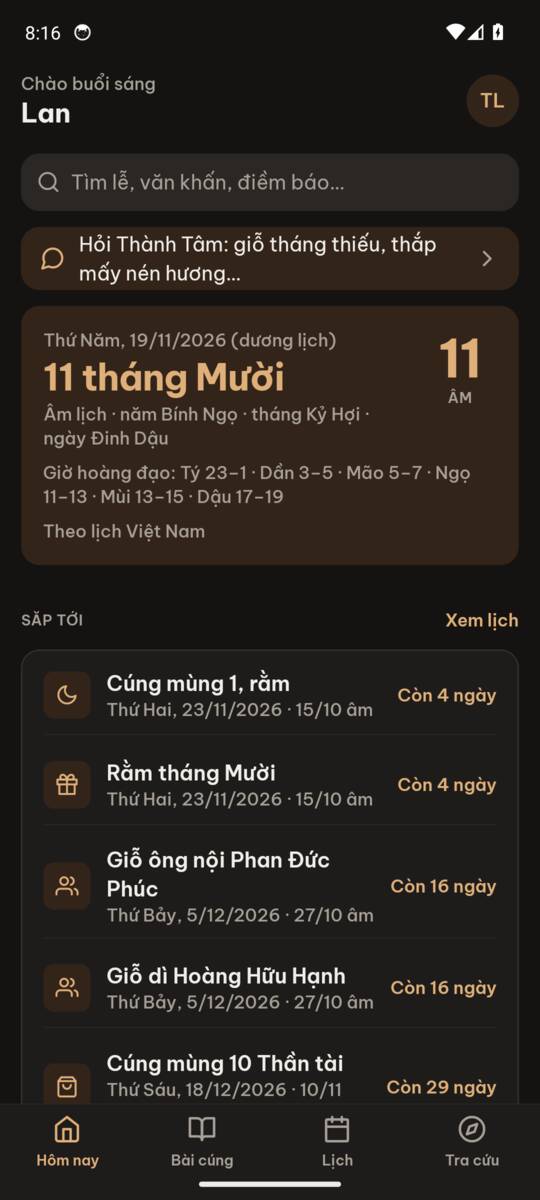 8:16
Chào buổi sáng
Lan
TL
Tìm lễ, văn khấn, điềm báo...
Hỏi Thành Tâm: giỗ tháng thiếu, thắp
mấy nén hương...
Thứ Năm, 19/11/2026 (dương lịch)
11 tháng Mười
Âm lịch · năm Bính Ngọ · tháng Kỷ Hợi ·
ngày Đinh Dậu
11
ÂM
Giờ hoàng đạo: Tý 23–1 · Dần 3–5 · Mão 5–7 · Ngọ
11–13 · Mùi 13–15 · Dậu 17–19
Theo lịch Việt Nam
SẮP TỚI
Xem lịch
Cúng mùng 1, rằm
Thứ Hai, 23/11/2026 · 15/10 âm
Còn 4 ngày
Rằm tháng Mười
Thứ Hai, 23/11/2026 · 15/10 âm
Còn 4 ngày
Giỗ ông nội Phan Đức
Phúc
Thứ Bảy, 5/12/2026 · 27/10 âm
Còn 16 ngày
Giỗ dì Hoàng Hữu Hạnh
Thứ Bảy, 5/12/2026 · 27/10 âm
Còn 16 ngày
Cúng mùng 10 Thần tài
Thứ Sáu, 18/12/2026 · 10/11
Còn 29 ngày
Hôm nay
Bài cúng
Lịch
Tra cứu